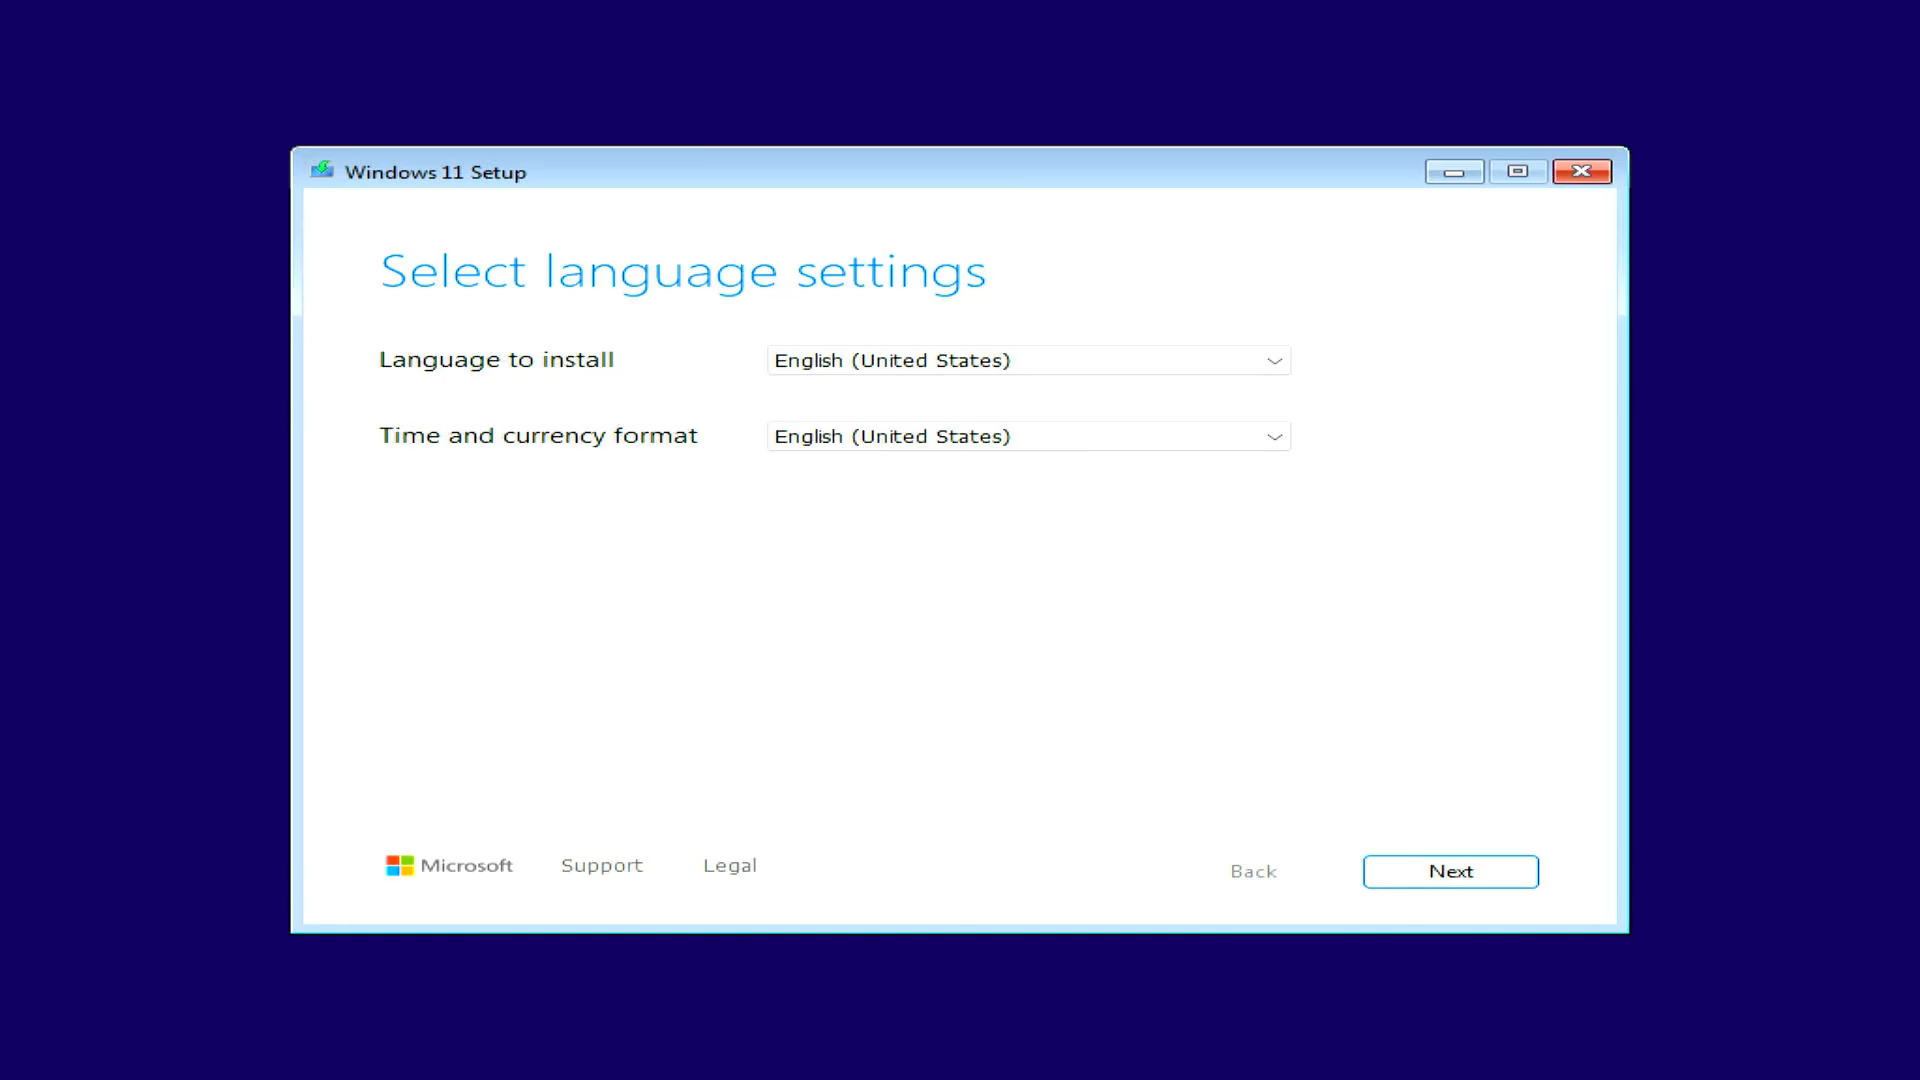 Windows 11 Setup
Select language settings
Language to install
English (United States)
Time and currency format
English (United States)
Microsoft
Support
Legal
Back
Next